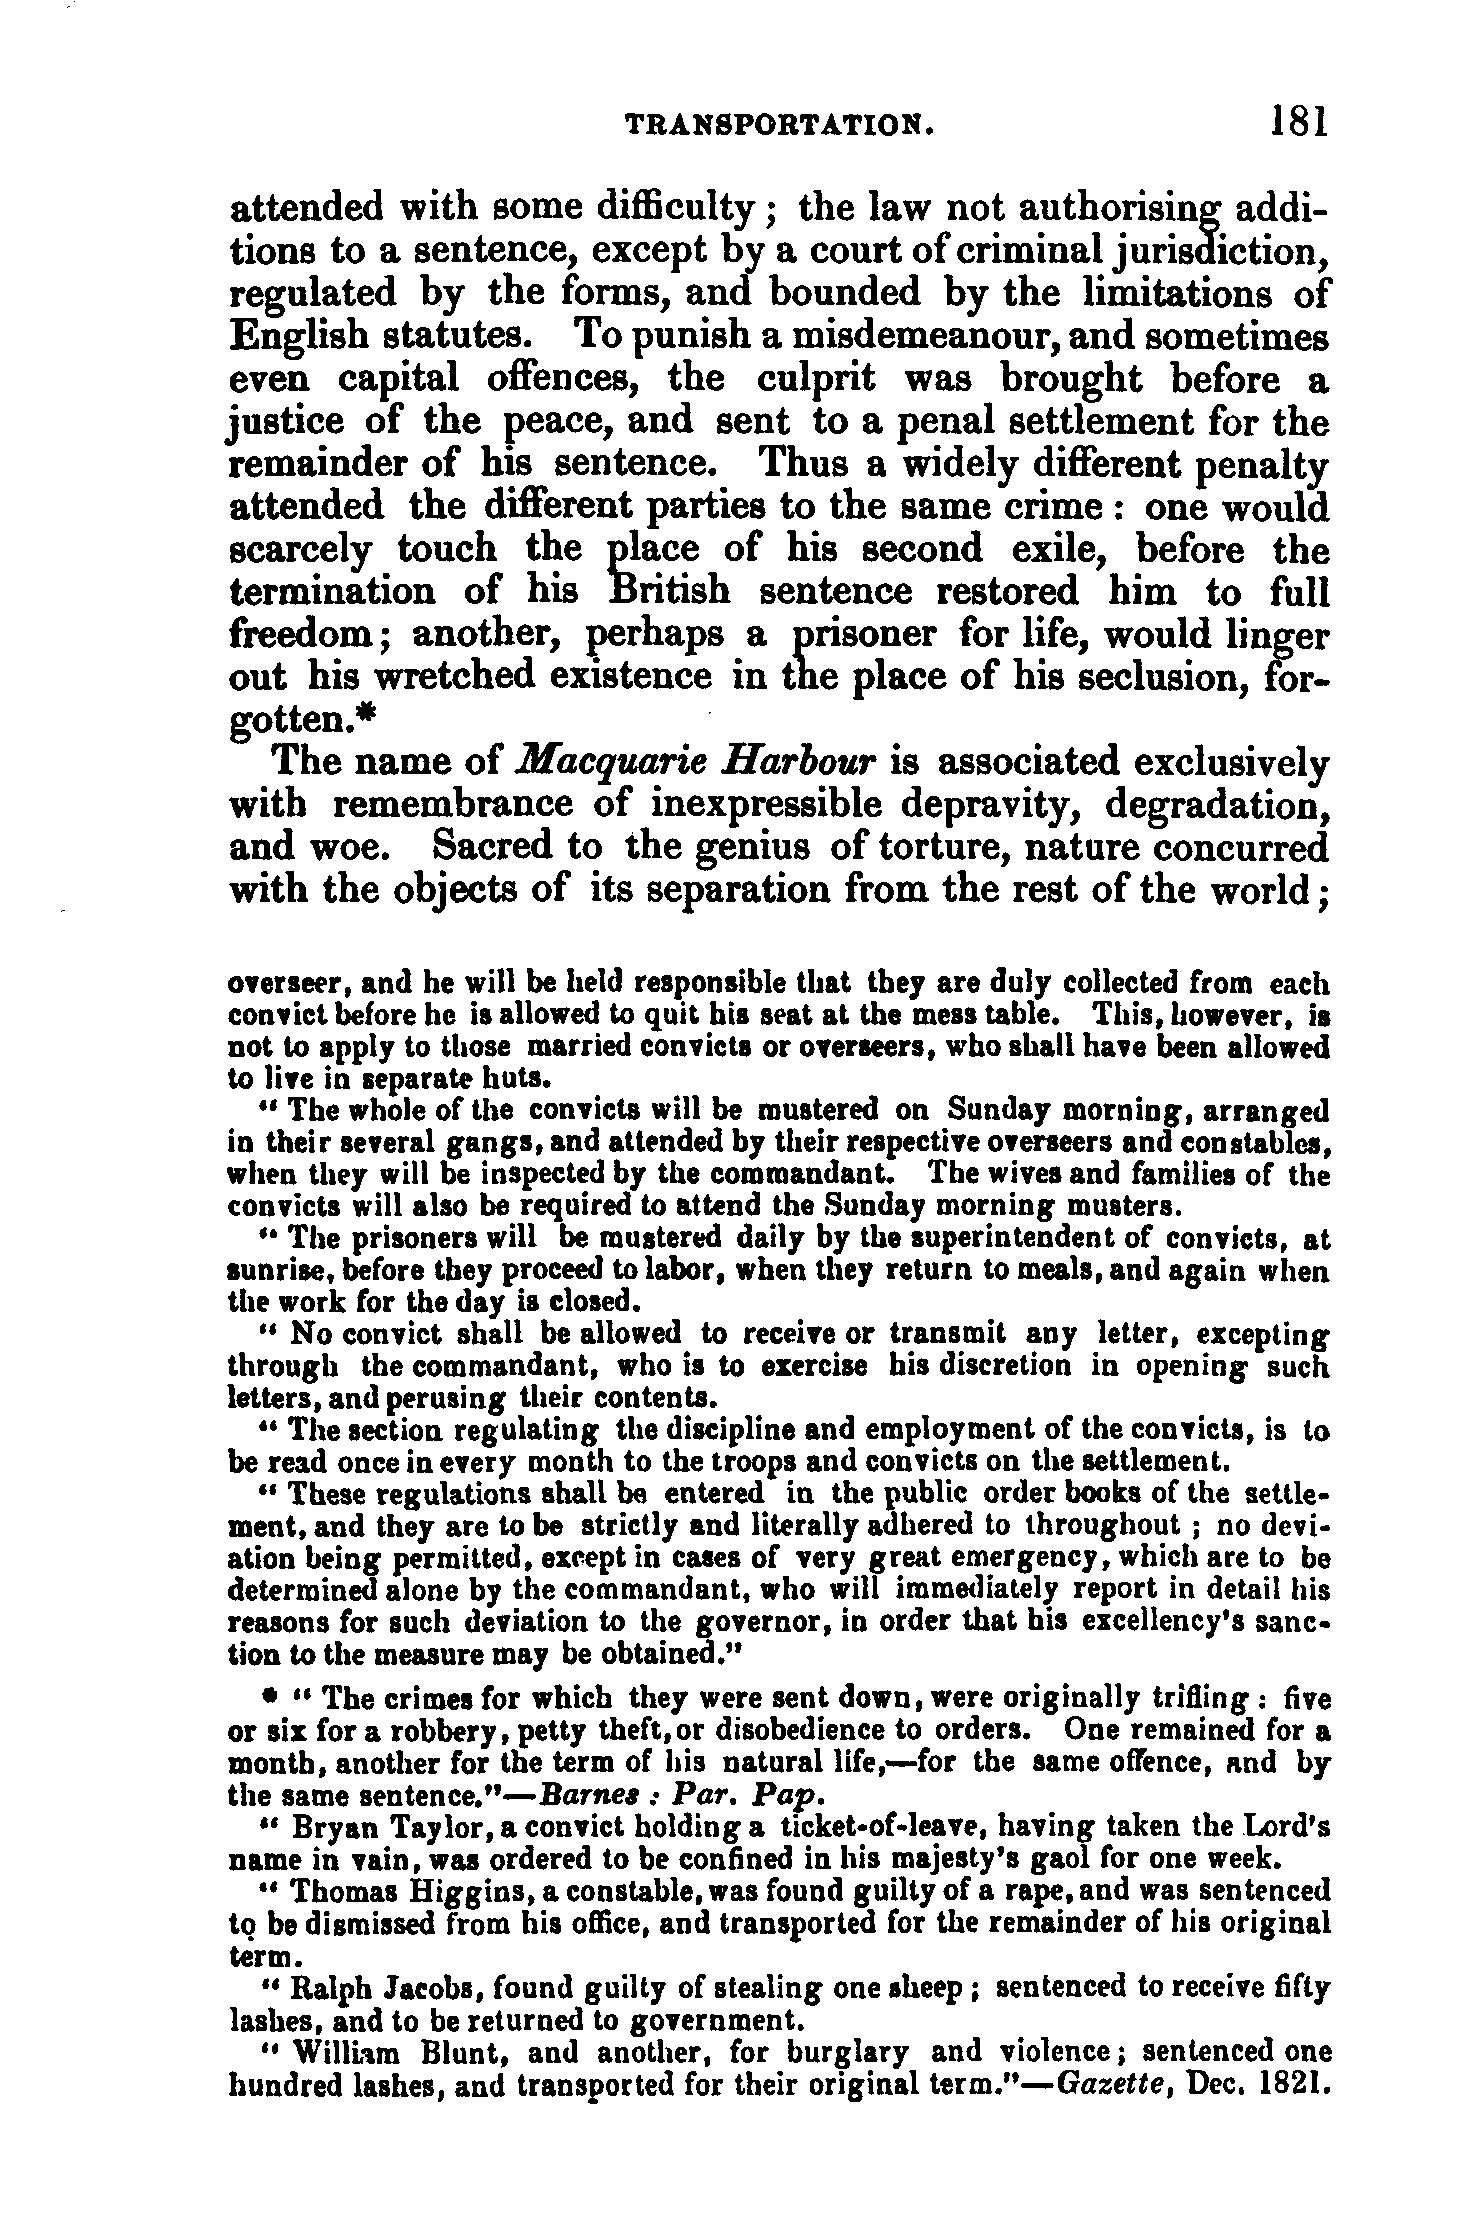 TRANSPORTATION. 181
attended with some difficulty; the law not authorising addi-
tions to a sentence, except by a court of criminal jurisdiction,
regulated by the forms, and bounded by the limitations of
English statutes. To punish a misdemeanour, and sometimes
even capital offences, the culprit was brought before a
justice of the peace, and sent to a penal settlement for the
remainder of his sentence. Thus a widely different penalty
attended the different parties to the same crime: one would
scarcely touch the place of his second exile, before the
termination of his British sentence restored him to full
freedom; another, perhaps a prisoner for life, would linger
out his wretched existence in the place of his seclusion, for-
gotten.*
The name of Macquarie Harbour is associated exclusively
with remembrance of inexpressible depravity, degradation,
and woe. Sacred to the genius of torture, nature concurred
with the objects of its separation from the rest of the world;
overseer, and he will be held responsible that they are duly collected from each
convict before he is allowed to quit his seat at the mess table. This, however, is
not to apply to those married convicts or overseers, who shall have been allowed
to live in separate huts.
" The whole of the convicts will be mustered on Sunday morning, arranged
in their several gangs, and attended by their respective overseers and constables,
when they will be inspected by the commandant. The wives and families of the
convicts will also be required to attend the Sunday morning musters.
" The prisoners will be mustered daily by the superintendent of convicts, at
sunrise, before they proceed to labor, when they return to meals, and again when
the work for the day is closed.
" No convict shall be allowed to receive or transmit any letter, excepting
through the commandant, who is to exercise his discretion in opening such
letters, and perusing their contents.
" The section regulating the discipline and employment of the convicts, is to
be read once in every month to the troops and convicts on the settlement.
" These regulations shall be entered in the public order books of the settle-
ment, and they are to be strictly and literally adhered to throughout; no devi-
ation being permitted, except in cases of very great emergency, which are to be
determined alone by the commandant, who will immediately report in detail his
reasons for such deviation to the governor, in order that his excellency's sanc-
tion to the measure may be obtained."
* " The crimes for which they were sent down, were originally trifling: five
or six for a robbery, petty theft, or disobedience to orders. One remained for a
month, another for the term of his natural life,—for the same offence, and by
the same sentence."—Barnes: Par. Pap.
" Bryan Taylor, a convict holding a ticket-of-leave, having taken the Lord's
name in vain, was ordered to be confined in his majesty's gaol for one week.
" Thomas Higgins, a constable, was found guilty of a rape, and was sentenced
to be dismissed from his office, and transported for the remainder of his original
term.
" Ralph Jacobs, found guilty of stealing one sheep; sentenced to receive fifty
lashes, and to be returned to government.
" William Blunt, and another, for burglary and violence; sentenced one
hundred lashes, and transported for their original term."—Gazette, Dec. 1821.